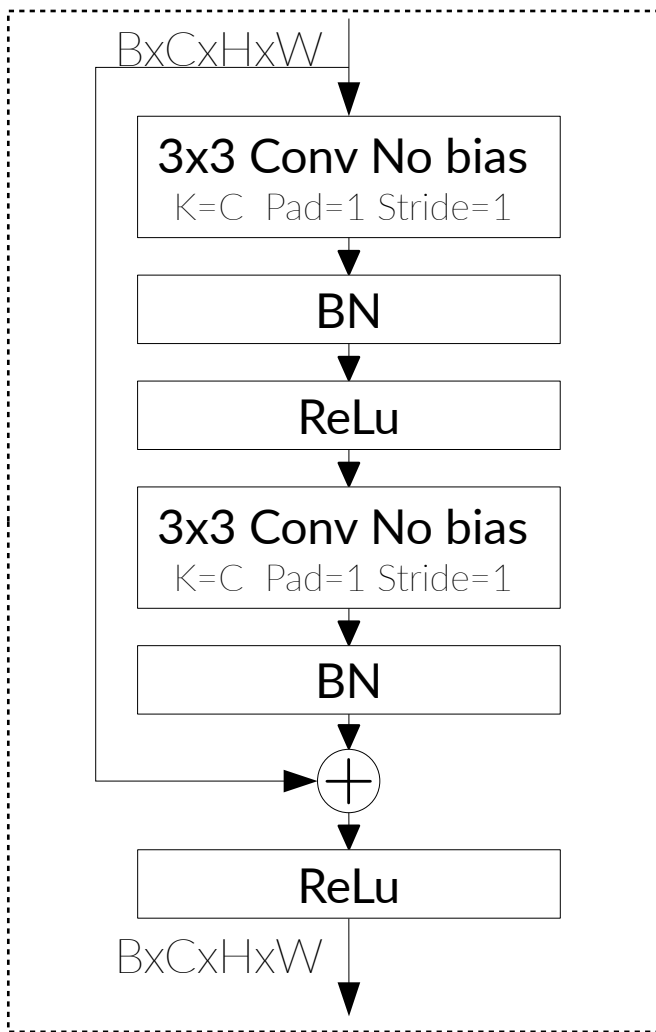 BxCxHxW
3x3 Conv No bias
K=C Pad=1 Stride=1
BN
ReLu
3x3 Conv No bias
K=C Pad=1 Stride=1
BN
ReLu
BxCxHxW